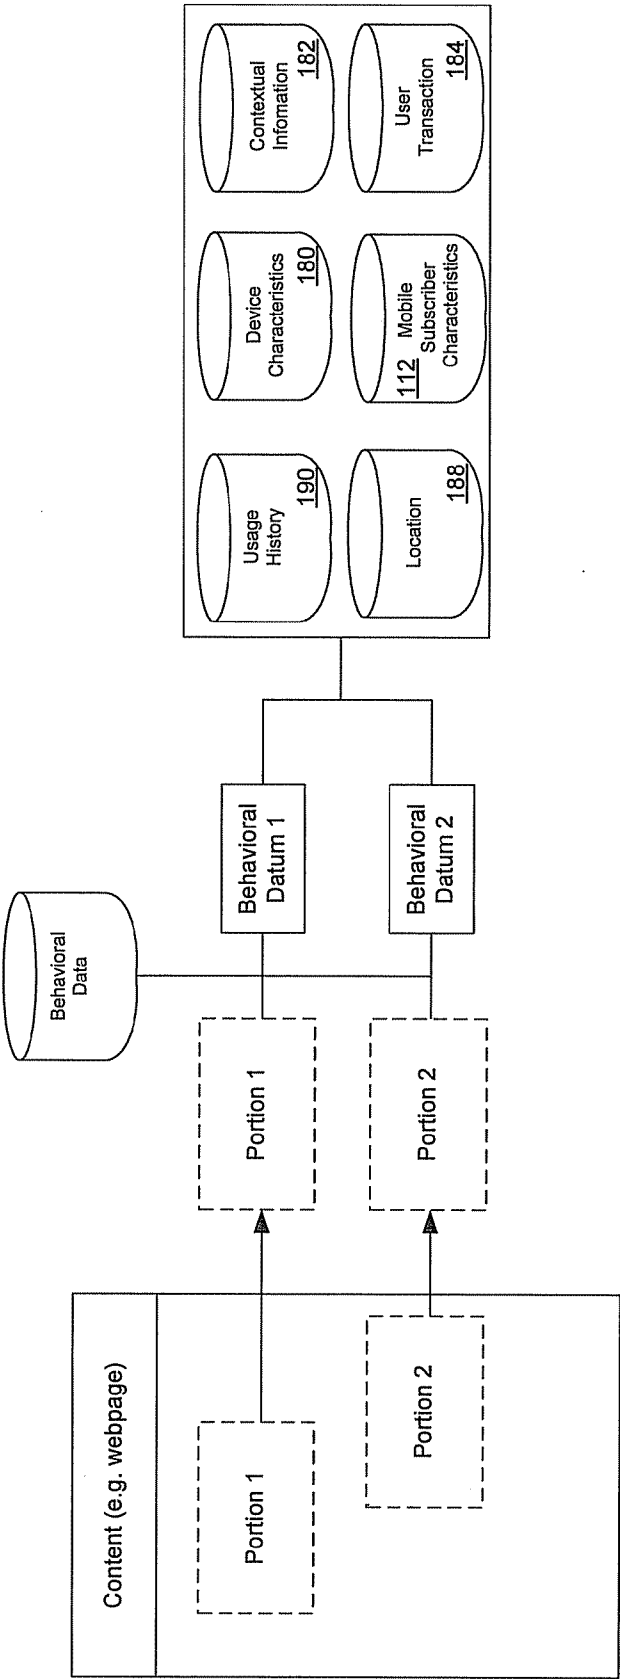 Content (e.g. webpage)
Portion 1
Portion 2
Portion 1
Portion 2
Behavioral
Data
Behavioral
Datum 1
Behavioral
Datum 2
Usage
History
190
Device
Characteristics
180
Contextual
Infomation
182
Location
188
112 Mobile
Subscriber
Characteristics
User
Transaction
184